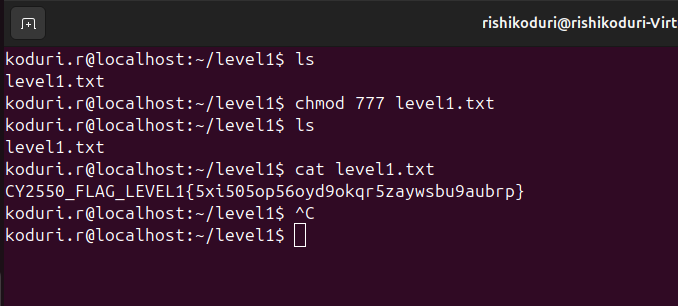 rishikoduri@rishikoduri-Virt
koduri.r@localhost:~/level1$ ls
level1.txt
koduri.r@localhost:~/level1$ chmod 777 level1.txt
koduri.r@localhost:~/level1$ ls
level1.txt
koduri.r@localhost:~/level1$ cat level1.txt
CY2550_FLAG_LEVEL1{5xi505op56oyd9okqr5zaywsbu9aubrp}
koduri.r@localhost:~/level1$ ^C
koduri.r@localhost:~/level1$